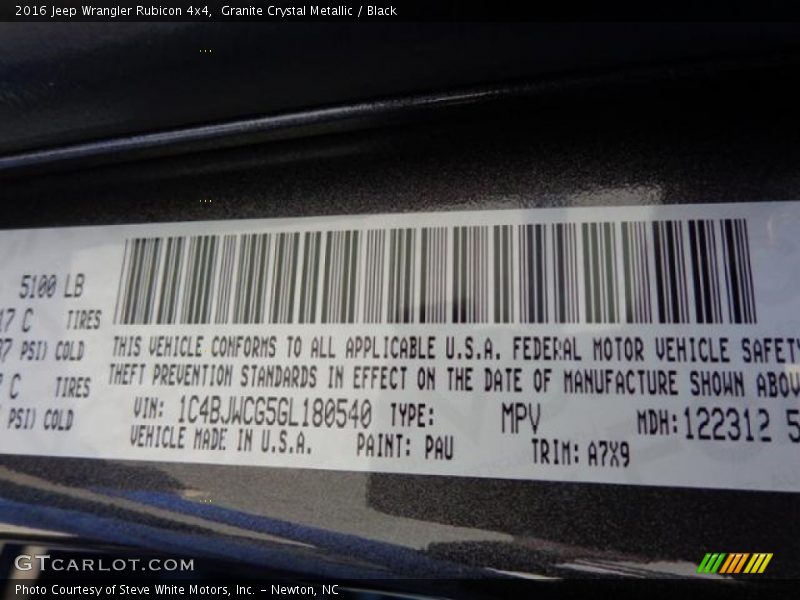 2016 Jeep Wrangler Rubicon 4x4, Granite Crystal Metallic / Black
5100 LB
17 C TIRES
PSI) COLD
C TIRES
PSI) COLD
THIS VEHICLE CONFORMS TO ALL APPLICABLE U.S.A. FEDERAL MOTOR VEHICLE SAFETY
THEFT PREVENTION STANDARDS IN EFFECT ON THE DATE OF MANUFACTURE SHOWN ABOV
VIN: 1C4BJWCG5GL180540 TYPE: MPV MDH: 122312 5
VEHICLE MADE IN U.S.A. PAINT: PAU TRIM: A7X9
GTCARLOT.COM
Photo Courtesy of Steve White Motors, Inc. – Newton, NC